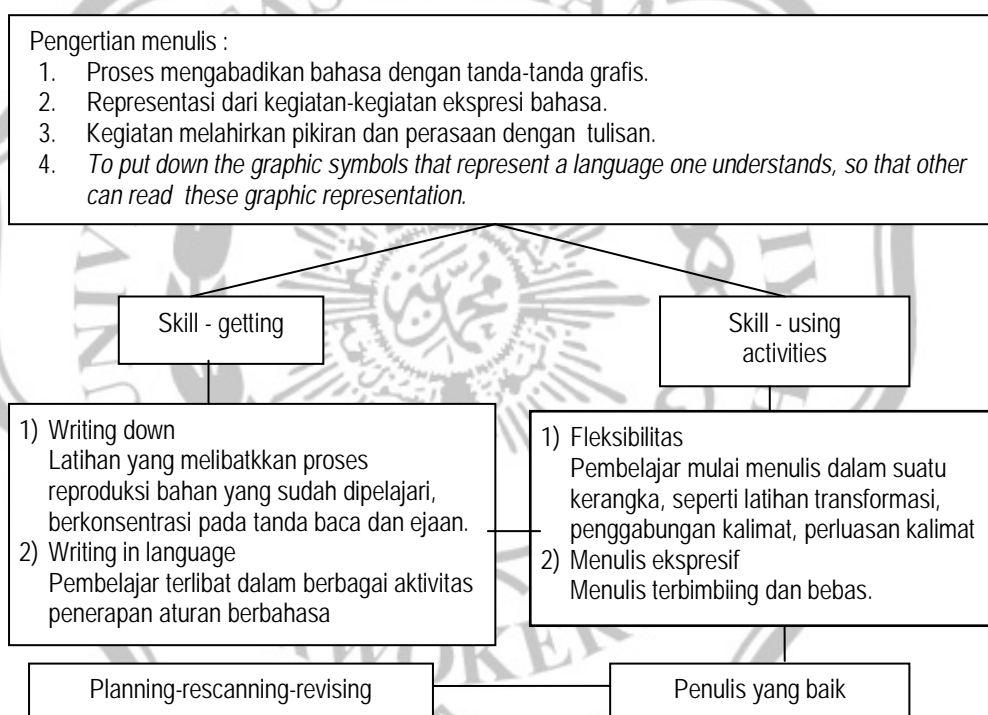 Pengertian menulis :
1. Proses mengabadikan bahasa dengan tanda-tanda grafis.
2. Representasi dari kegiatan-kegiatan ekspresi bahasa.
3. Kegiatan melahirkan pikiran dan perasaan dengan tulisan.
4. To put down the graphic symbols that represent a language one understands, so that other
can read these graphic representation.
Skill - getting
Skill - using
activities
1) Writing down
Latihan yang melibatkkan proses
reproduksi bahan yang sudah dipelajari,
berkonsentrasi pada tanda baca dan ejaan.
2) Writing in language
Pembelajar terlibat dalam berbagai aktivitas
penerapan aturan berbahasa
1) Fleksibilitas
Pembelajar mulai menulis dalam suatu
kerangka, seperti latihan transformasi,
penggabungan kalimat, perluasan kalimat
2) Menulis ekspresif
Menulis terbimbiing dan bebas.
Planning-rescanning-revising
Penulis yang baik